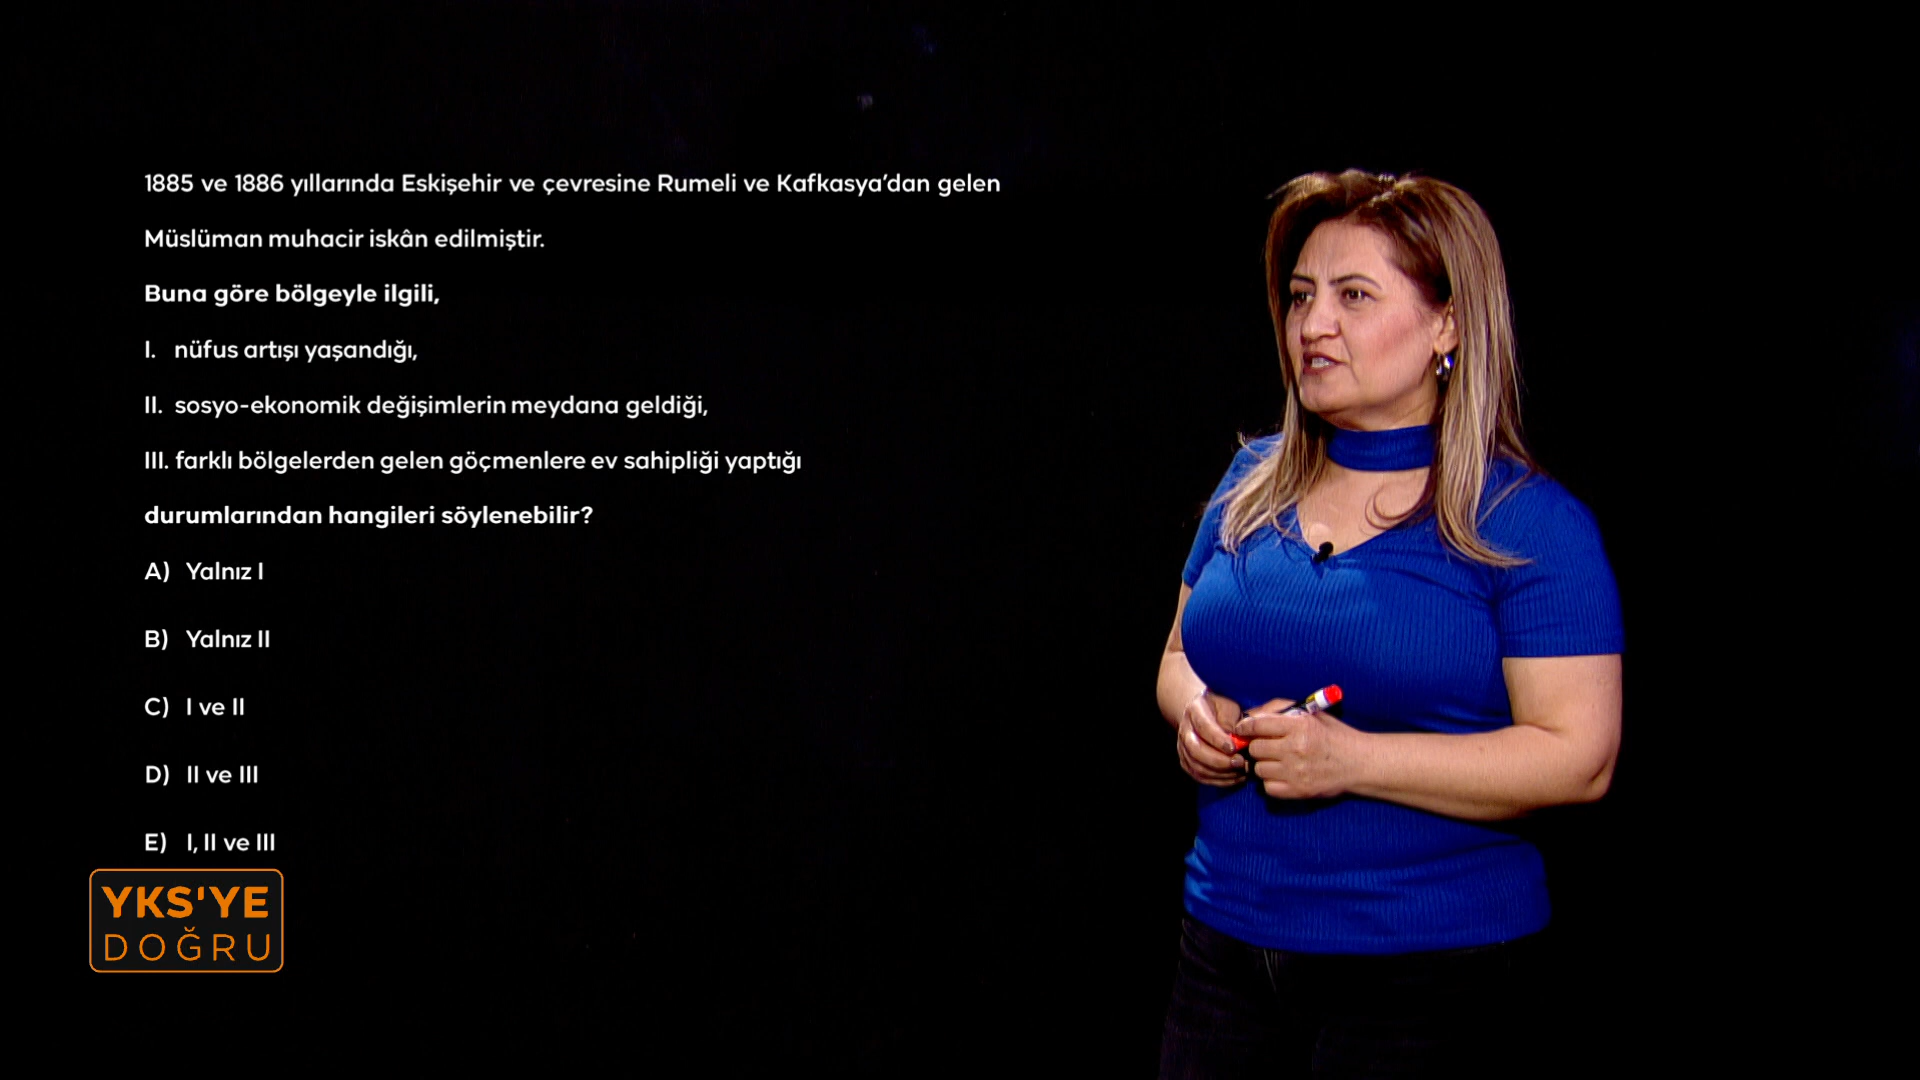 1885 ve 1886 yıllarında Eskişehir ve çevresine Rumeli ve Kafkasya’dan gelen
Müslüman muhacir iskân edilmiştir.
Buna göre bölgeyle ilgili,
I. nüfus artışı yaşandığı,
II. sosyo-ekonomik değişimlerin meydana geldiği,
III. farklı bölgelerden gelen göçmenlere ev sahipliği yaptığı
durumlarından hangileri söylenebilir?
A) Yalnız I
B) Yalnız II
C) I ve II
D) II ve III
E) I, II ve III
YKS'YE
DOĞRU